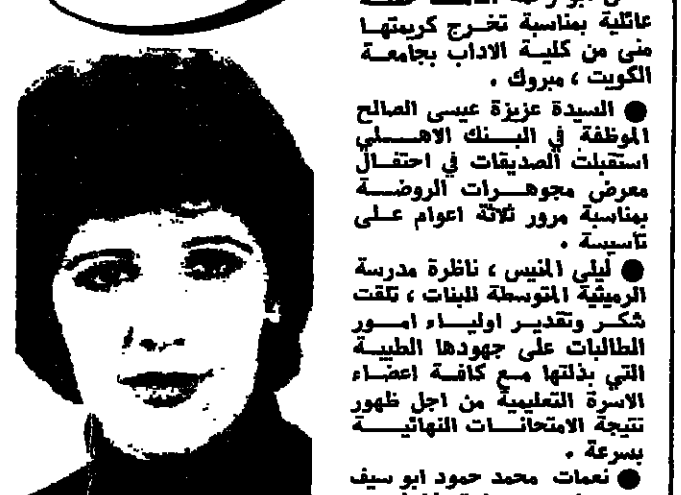 عائلية بمناسبة تخرج كريمتها
منى من كلية الاداب بجامعة
الكويت ، مبروك .
● السيدة عزيزة عيسى الصالح
الموظفة في البنك الاهلي
استقبلت الصديقات في احتفال
معرض مجوهرات الروضة
بمناسبة مرور ثلاثة اعوام على
تأسيسة .
● ليلى المنيس ، ناظرة مدرسة
الرميثية المتوسطة للبنات ، تلقت
شكر وتقدير اولياء امور
الطالبات على جهودها الطيبة
التي بذلتها مع كافة اعضاء
الاسرة التعليمية من اجل ظهور
نتيجة الامتحانات النهائية
بسرعة .
● نعمات محمد حمود ابو سيف